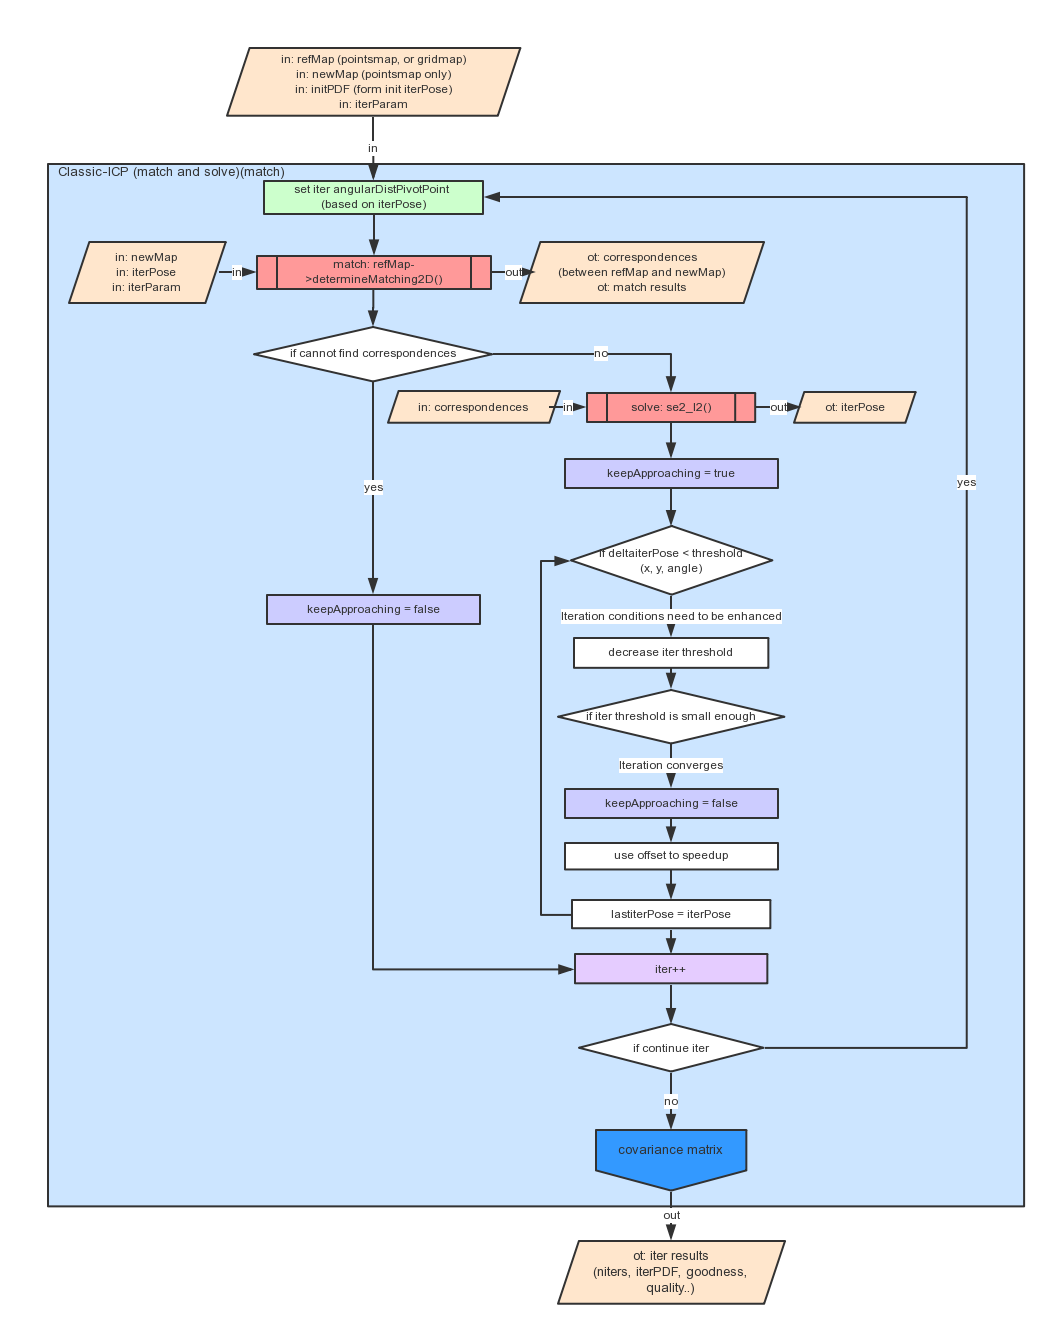 in: refMap (pointsmap, or gridmap)
in: newMap (pointsmap only)
in: initPDF (form init iterPose)
in: iterParam
in
Classic-ICP (match and solve)(match)
set iter angularDistPivotPoint
(based on iterPose)
in: newMap
in: iterPose
in: iterParam
in
match: refMap-
>determineMatching2D()
out
ot: correspondences
(between refMap and newMap)
ot: match results
if cannot find correspondences
no
in: correspondences
in
solve: se2_l2()
out
ot: iterPose
keepApproaching = true
yes
yes
if deltaiterPose < threshold
(x, y, angle)
keepApproaching = false
Iteration conditions need to be enhanced
decrease iter threshold
if iter threshold is small enough
Iteration converges
keepApproaching = false
use offset to speedup
lastiterPose = iterPose
iter++
if continue iter
no
covariance matrix
out
ot: iter results
(niters, iterPDF, goodness,
quality..)